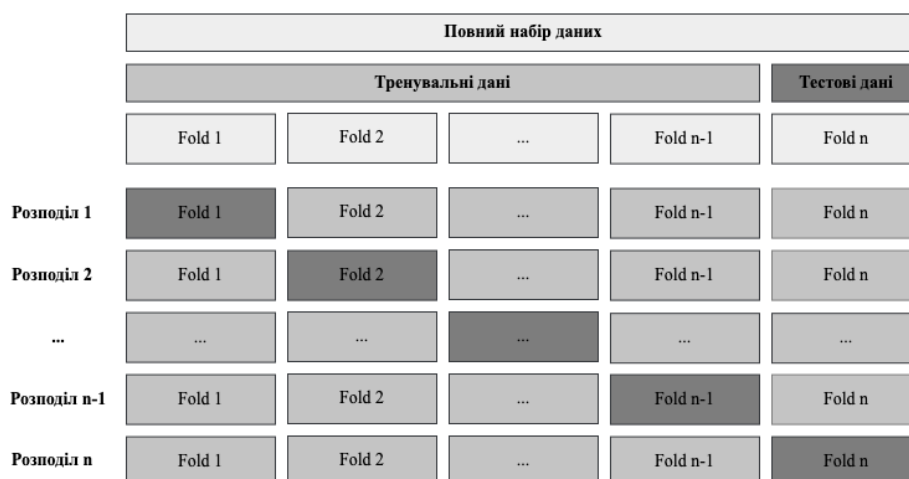 Повний набір даних
Тренувальні дані Тестові дані
Fold 1 Fold 2 ... Fold n-1 Fold n
Розподіл 1 Fold 1 Fold 2 ... Fold n-1 Fold n
Розподіл 2 Fold 1 Fold 2 ... Fold n-1 Fold n
... ... ... ... ... ...
Розподіл n-1 Fold 1 Fold 2 ... Fold n-1 Fold n
Розподіл n Fold 1 Fold 2 ... Fold n-1 Fold n